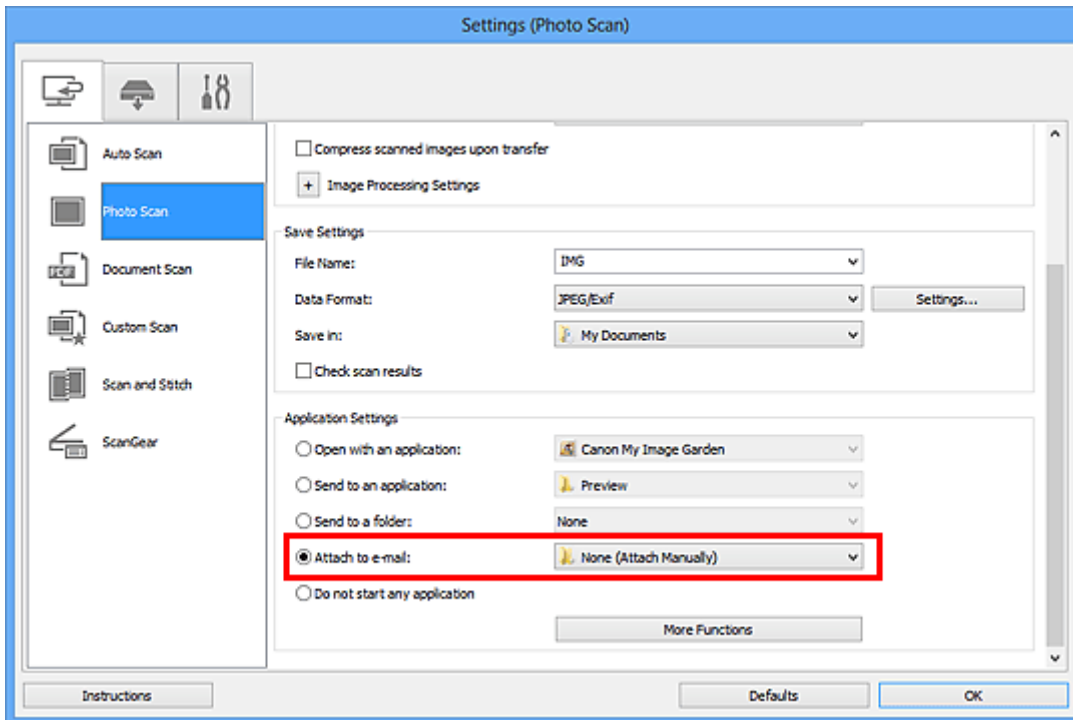 Settings (Photo Scan)
Auto Scan
Photo Scan
Document Scan
Custom Scan
Scan and Stitch
ScanGear
Compress scanned images upon transfer
+ Image Processing Settings
Save Settings
File Name: IMG
Data Format: JPEG/Exif Settings...
Save in: My Documents
Check scan results
Application Settings
Open with an application: Canon My Image Garden
Send to an application: Preview
Send to a folder: None
Attach to e-mail: None (Attach Manually)
Do not start any application
More Functions
Instructions Defaults OK